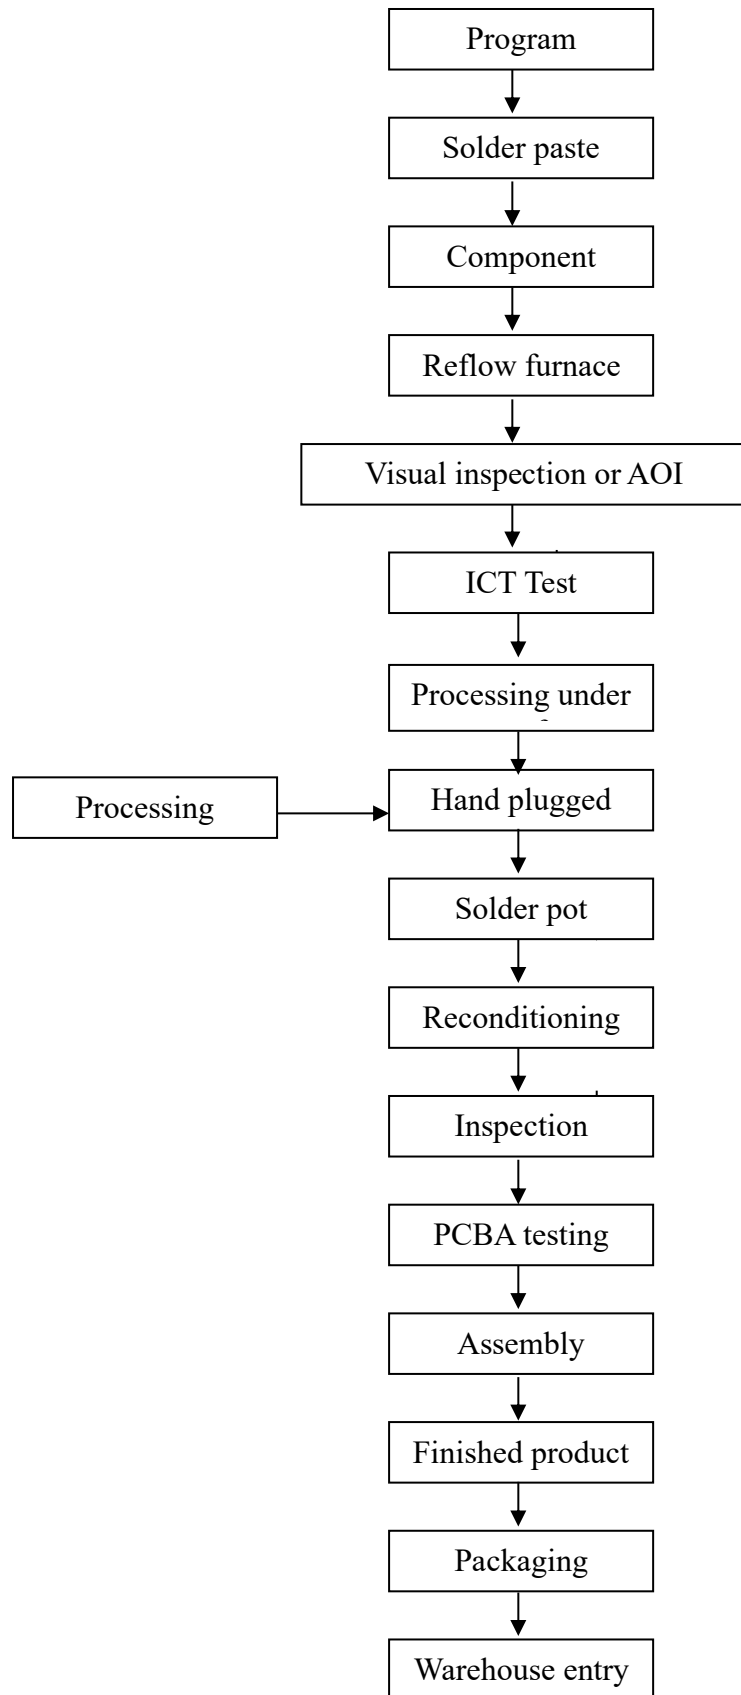 Program
Solder paste
Component
Reflow furnace
Visual inspection or AOI
ICT Test
Processing under
Processing
Hand plugged
Solder pot
Reconditioning
Inspection
PCBA testing
Assembly
Finished product
Packaging
Warehouse entry